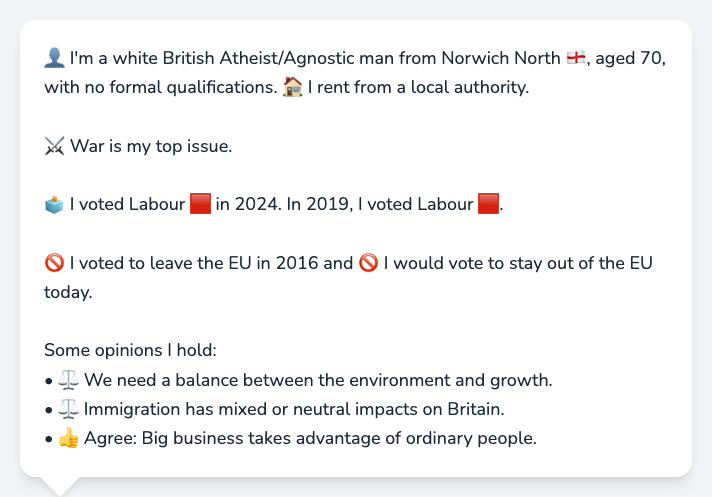 👤 I'm a white British Atheist/Agnostic man from Norwich North 🏴󠁧󠁢󠁥󠁮󠁧󠁿, aged 70,
with no formal qualifications. 🏠 I rent from a local authority.
⚔️ War is my top issue.
🗳️ I voted Labour 🟥 in 2024. In 2019, I voted Labour 🟥.
🚫 I voted to leave the EU in 2016 and 🚫 I would vote to stay out of the EU
today.
Some opinions I hold:
• ⚖️ We need a balance between the environment and growth.
• ⚖️ Immigration has mixed or neutral impacts on Britain.
• 👍 Agree: Big business takes advantage of ordinary people.